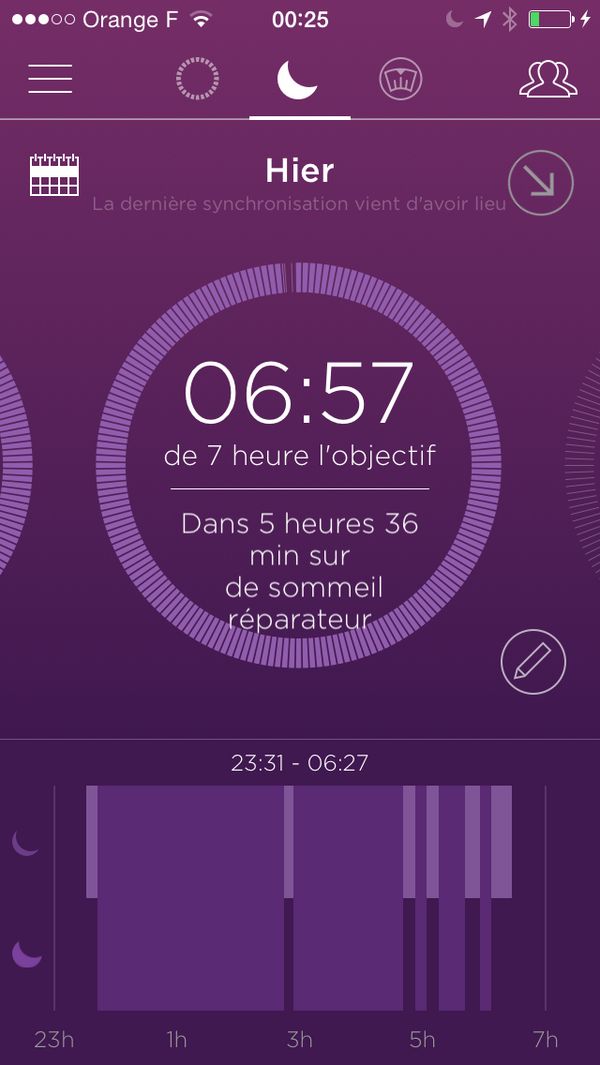 Orange F 00:25
Hier
La dernière synchronisation vient d'avoir lieu
06:57
de 7 heure l'objectif
Dans 5 heures 36
min sur
de sommeil
réparateur
23:31 - 06:27
23h 1h 3h 5h 7h